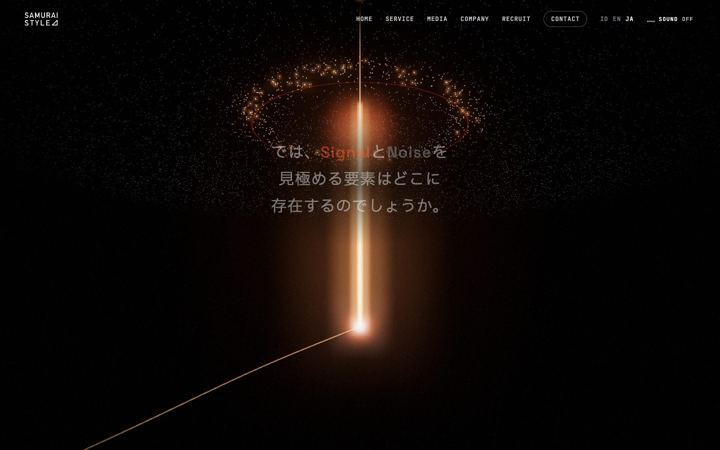 SAMURAI
STYLE
HOME SERVICE MEDIA COMPANY RECRUIT CONTACT ID EN JA SOUND OFF
では、SignalとNoiseを
見極める要素はどこに
存在するのでしょうか。